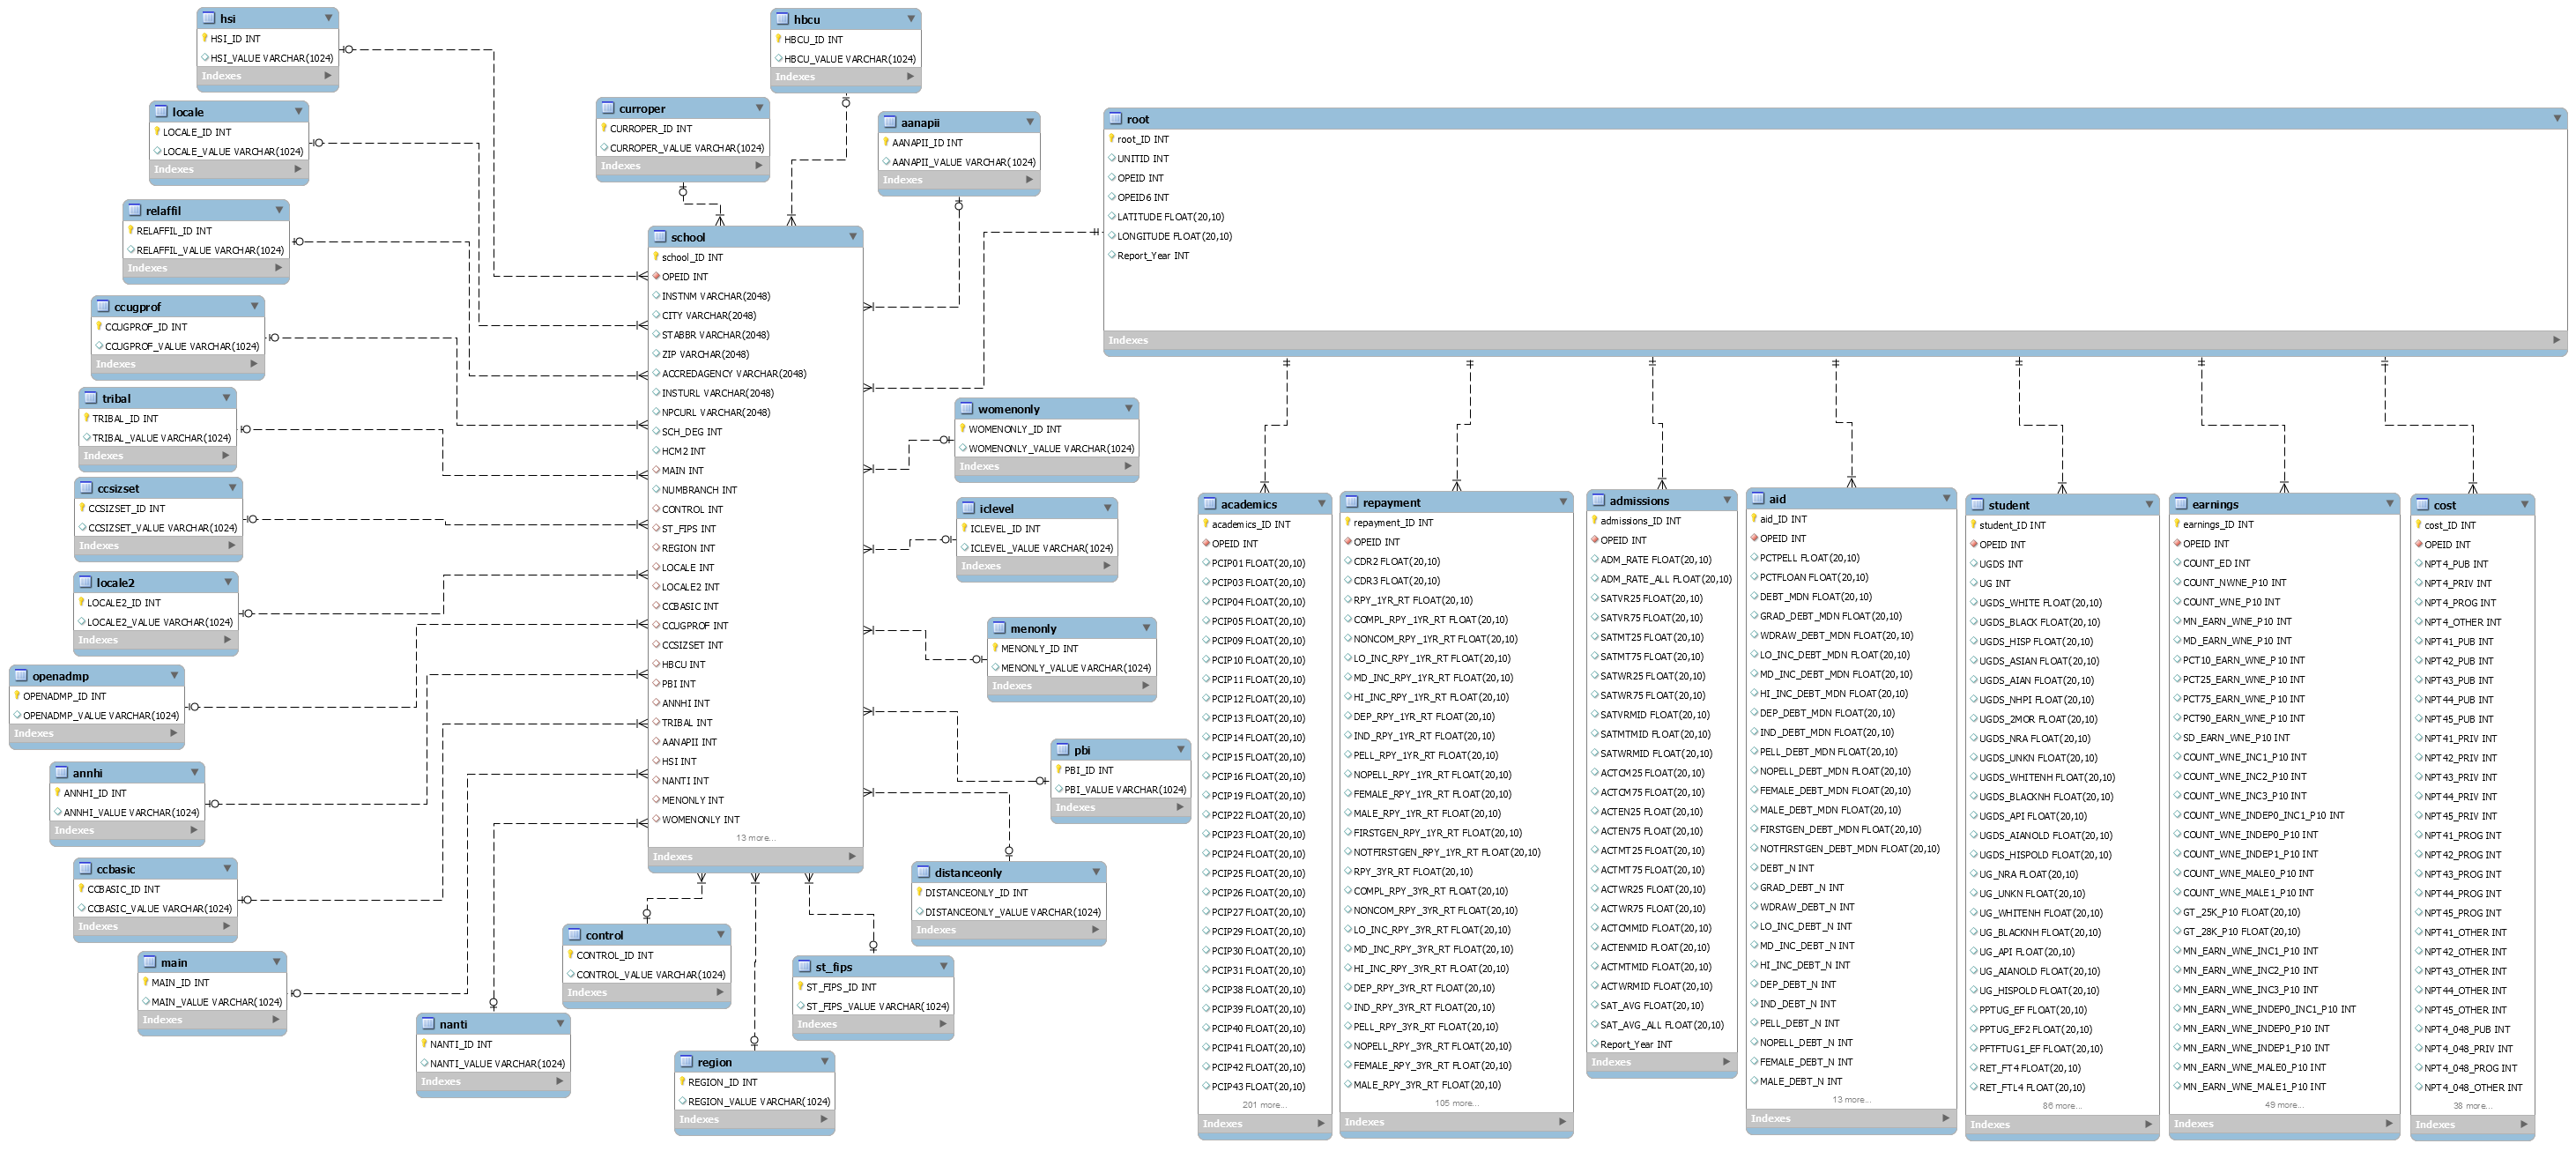 hsi
HSI_ID INT
HSI_VALUE VARCHAR(1024)
Indexes
hbcu
HBCU_ID INT
HBCU_VALUE VARCHAR(1024)
Indexes
locale
LOCALE_ID INT
LOCALE_VALUE VARCHAR(1024)
Indexes
curroper
CURROPER_ID INT
CURROPER_VALUE VARCHAR(1024)
Indexes
aanapii
AANAPII_ID INT
AANAPII_VALUE VARCHAR(1024)
Indexes
root
root_ID INT
UNITID INT
OPEID INT
OPEID6 INT
LATITUDE FLOAT(20,10)
LONGITUDE FLOAT(20,10)
Report_Year INT
Indexes
relaffil
RELAFFIL_ID INT
RELAFFIL_VALUE VARCHAR(1024)
Indexes
ccugprof
CCUGPROF_ID INT
CCUGPROF_VALUE VARCHAR(1024)
Indexes
tribal
TRIBAL_ID INT
TRIBAL_VALUE VARCHAR(1024)
Indexes
ccsizset
CCSIZSET_ID INT
CCSIZSET_VALUE VARCHAR(1024)
Indexes
locale2
LOCALE2_ID INT
LOCALE2_VALUE VARCHAR(1024)
Indexes
openadmp
OPENADMP_ID INT
OPENADMP_VALUE VARCHAR(1024)
Indexes
annhi
ANNHI_ID INT
ANNHI_VALUE VARCHAR(1024)
Indexes
ccbasic
CCBASIC_ID INT
CCBASIC_VALUE VARCHAR(1024)
Indexes
main
MAIN_ID INT
MAIN_VALUE VARCHAR(1024)
Indexes
nanti
NANTI_ID INT
NANTI_VALUE VARCHAR(1024)
Indexes
school
school_ID INT
OPEID INT
INSTNM VARCHAR(2048)
CITY VARCHAR(2048)
STABBR VARCHAR(2048)
ZIP VARCHAR(2048)
ACCREDAGENCY VARCHAR(2048)
INSTURL VARCHAR(2048)
NPCURL VARCHAR(2048)
SCH_DEG INT
HCM2 INT
MAIN INT
NUMBRANCH INT
CONTROL INT
ST_FIPS INT
REGION INT
LOCALE INT
LOCALE2 INT
CCBASIC INT
CCUGPROF INT
CCSIZSET INT
HBCU INT
PBI INT
ANNHI INT
TRIBAL INT
AANAPII INT
HSI INT
NANTI INT
MENONLY INT
WOMENONLY INT
13 more...
Indexes
control
CONTROL_ID INT
CONTROL_VALUE VARCHAR(1024)
Indexes
region
REGION_ID INT
REGION_VALUE VARCHAR(1024)
Indexes
st_fips
ST_FIPS_ID INT
ST_FIPS_VALUE VARCHAR(1024)
Indexes
womenonly
WOMENONLY_ID INT
WOMENONLY_VALUE VARCHAR(1024)
Indexes
iclevel
ICLEVEL_ID INT
ICLEVEL_VALUE VARCHAR(1024)
Indexes
menonly
MENONLY_ID INT
MENONLY_VALUE VARCHAR(1024)
Indexes
pbi
PBI_ID INT
PBI_VALUE VARCHAR(1024)
Indexes
distanceonly
DISTANCEONLY_ID INT
DISTANCEONLY_VALUE VARCHAR(1024)
Indexes
academics
academics_ID INT
OPEID INT
PCIP01 FLOAT(20,10)
PCIP03 FLOAT(20,10)
PCIP04 FLOAT(20,10)
PCIP05 FLOAT(20,10)
PCIP09 FLOAT(20,10)
PCIP10 FLOAT(20,10)
PCIP11 FLOAT(20,10)
PCIP12 FLOAT(20,10)
PCIP13 FLOAT(20,10)
PCIP14 FLOAT(20,10)
PCIP15 FLOAT(20,10)
PCIP16 FLOAT(20,10)
PCIP19 FLOAT(20,10)
PCIP22 FLOAT(20,10)
PCIP23 FLOAT(20,10)
PCIP24 FLOAT(20,10)
PCIP25 FLOAT(20,10)
PCIP26 FLOAT(20,10)
PCIP27 FLOAT(20,10)
PCIP29 FLOAT(20,10)
PCIP30 FLOAT(20,10)
PCIP31 FLOAT(20,10)
PCIP38 FLOAT(20,10)
PCIP39 FLOAT(20,10)
PCIP40 FLOAT(20,10)
PCIP41 FLOAT(20,10)
PCIP42 FLOAT(20,10)
PCIP43 FLOAT(20,10)
201 more...
Indexes
repayment
repayment_ID INT
OPEID INT
CDR2 FLOAT(20,10)
CDR3 FLOAT(20,10)
RPY_1YR_RT FLOAT(20,10)
COMPL_RPY_1YR_RT FLOAT(20,10)
NONCOM_RPY_1YR_RT FLOAT(20,10)
LO_INC_RPY_1YR_RT FLOAT(20,10)
MD_INC_RPY_1YR_RT FLOAT(20,10)
HI_INC_RPY_1YR_RT FLOAT(20,10)
DEP_RPY_1YR_RT FLOAT(20,10)
IND_RPY_1YR_RT FLOAT(20,10)
PELL_RPY_1YR_RT FLOAT(20,10)
NOPELL_RPY_1YR_RT FLOAT(20,10)
FEMALE_RPY_1YR_RT FLOAT(20,10)
MALE_RPY_1YR_RT FLOAT(20,10)
FIRSTGEN_RPY_1YR_RT FLOAT(20,10)
NOTFIRSTGEN_RPY_1YR_RT FLOAT(20,10)
RPY_3YR_RT FLOAT(20,10)
COMPL_RPY_3YR_RT FLOAT(20,10)
NONCOM_RPY_3YR_RT FLOAT(20,10)
LO_INC_RPY_3YR_RT FLOAT(20,10)
MD_INC_RPY_3YR_RT FLOAT(20,10)
HI_INC_RPY_3YR_RT FLOAT(20,10)
DEP_RPY_3YR_RT FLOAT(20,10)
IND_RPY_3YR_RT FLOAT(20,10)
PELL_RPY_3YR_RT FLOAT(20,10)
NOPELL_RPY_3YR_RT FLOAT(20,10)
FEMALE_RPY_3YR_RT FLOAT(20,10)
MALE_RPY_3YR_RT FLOAT(20,10)
105 more...
Indexes
admissions
admissions_ID INT
OPEID INT
ADM_RATE FLOAT(20,10)
ADM_RATE_ALL FLOAT(20,10)
SATVR25 FLOAT(20,10)
SATVR75 FLOAT(20,10)
SATMT25 FLOAT(20,10)
SATMT75 FLOAT(20,10)
SATWR25 FLOAT(20,10)
SATWR75 FLOAT(20,10)
SATVRMID FLOAT(20,10)
SATMTMID FLOAT(20,10)
SATWRMID FLOAT(20,10)
ACTCM25 FLOAT(20,10)
ACTCM75 FLOAT(20,10)
ACTEN25 FLOAT(20,10)
ACTEN75 FLOAT(20,10)
ACTMT25 FLOAT(20,10)
ACTMT75 FLOAT(20,10)
ACTWR25 FLOAT(20,10)
ACTWR75 FLOAT(20,10)
ACTCMMID FLOAT(20,10)
ACTENMID FLOAT(20,10)
ACTMTMID FLOAT(20,10)
ACTWRMID FLOAT(20,10)
SAT_AVG FLOAT(20,10)
SAT_AVG_ALL FLOAT(20,10)
Report_Year INT
Indexes
aid
aid_ID INT
OPEID INT
PCTPELL FLOAT(20,10)
PCTFLOAN FLOAT(20,10)
DEBT_MDN FLOAT(20,10)
GRAD_DEBT_MDN FLOAT(20,10)
WDRAW_DEBT_MDN FLOAT(20,10)
LO_INC_DEBT_MDN FLOAT(20,10)
MD_INC_DEBT_MDN FLOAT(20,10)
HI_INC_DEBT_MDN FLOAT(20,10)
DEP_DEBT_MDN FLOAT(20,10)
IND_DEBT_MDN FLOAT(20,10)
PELL_DEBT_MDN FLOAT(20,10)
NOPELL_DEBT_MDN FLOAT(20,10)
FEMALE_DEBT_MDN FLOAT(20,10)
MALE_DEBT_MDN FLOAT(20,10)
FIRSTGEN_DEBT_MDN FLOAT(20,10)
NOTFIRSTGEN_DEBT_MDN FLOAT(20,10)
DEBT_N INT
GRAD_DEBT_N INT
WDRAW_DEBT_N INT
LO_INC_DEBT_N INT
MD_INC_DEBT_N INT
HI_INC_DEBT_N INT
DEP_DEBT_N INT
IND_DEBT_N INT
PELL_DEBT_N INT
NOPELL_DEBT_N INT
FEMALE_DEBT_N INT
MALE_DEBT_N INT
13 more...
Indexes
student
student_ID INT
OPEID INT
UGDS INT
UG INT
UGDS_WHITE FLOAT(20,10)
UGDS_BLACK FLOAT(20,10)
UGDS_HISP FLOAT(20,10)
UGDS_ASIAN FLOAT(20,10)
UGDS_AIAN FLOAT(20,10)
UGDS_NHPI FLOAT(20,10)
UGDS_2MOR FLOAT(20,10)
UGDS_NRA FLOAT(20,10)
UGDS_UNKN FLOAT(20,10)
UGDS_WHITENH FLOAT(20,10)
UGDS_BLACKNH FLOAT(20,10)
UGDS_API FLOAT(20,10)
UGDS_AIANOLD FLOAT(20,10)
UGDS_HISPOLD FLOAT(20,10)
UG_NRA FLOAT(20,10)
UG_UNKN FLOAT(20,10)
UG_WHITENH FLOAT(20,10)
UG_BLACKNH FLOAT(20,10)
UG_API FLOAT(20,10)
UG_AIANOLD FLOAT(20,10)
UG_HISPOLD FLOAT(20,10)
PPTUG_EF FLOAT(20,10)
PPTUG_EF2 FLOAT(20,10)
PFTFTUG1_EF FLOAT(20,10)
RET_FT4 FLOAT(20,10)
RET_FTL4 FLOAT(20,10)
86 more...
Indexes
earnings
earnings_ID INT
OPEID INT
COUNT_ED INT
COUNT_NWNE_P10 INT
COUNT_WNE_P10 INT
MN_EARN_WNE_P10 INT
MD_EARN_WNE_P10 INT
PCT10_EARN_WNE_P10 INT
PCT25_EARN_WNE_P10 INT
PCT75_EARN_WNE_P10 INT
PCT90_EARN_WNE_P10 INT
SD_EARN_WNE_P10 INT
COUNT_WNE_INC1_P10 INT
COUNT_WNE_INC2_P10 INT
COUNT_WNE_INC3_P10 INT
COUNT_WNE_INDEP0_INC1_P10 INT
COUNT_WNE_INDEP0_P10 INT
COUNT_WNE_INDEP1_P10 INT
COUNT_WNE_MALE0_P10 INT
COUNT_WNE_MALE1_P10 INT
GT_25K_P10 FLOAT(20,10)
GT_28K_P10 FLOAT(20,10)
MN_EARN_WNE_INC1_P10 INT
MN_EARN_WNE_INC2_P10 INT
MN_EARN_WNE_INC3_P10 INT
MN_EARN_WNE_INDEP0_INC1_P10 INT
MN_EARN_WNE_INDEP0_P10 INT
MN_EARN_WNE_INDEP1_P10 INT
MN_EARN_WNE_MALE0_P10 INT
MN_EARN_WNE_MALE1_P10 INT
49 more...
Indexes
cost
cost_ID INT
OPEID INT
NPT4_PUB INT
NPT4_PRIV INT
NPT4_PROG INT
NPT4_OTHER INT
NPT41_PUB INT
NPT42_PUB INT
NPT43_PUB INT
NPT44_PUB INT
NPT45_PUB INT
NPT41_PRIV INT
NPT42_PRIV INT
NPT43_PRIV INT
NPT44_PRIV INT
NPT45_PRIV INT
NPT41_PROG INT
NPT42_PROG INT
NPT43_PROG INT
NPT44_PROG INT
NPT45_PROG INT
NPT41_OTHER INT
NPT42_OTHER INT
NPT43_OTHER INT
NPT44_OTHER INT
NPT45_OTHER INT
NPT4_048_PUB INT
NPT4_048_PRIV INT
NPT4_048_PROG INT
NPT4_048_OTHER INT
38 more...
Indexes